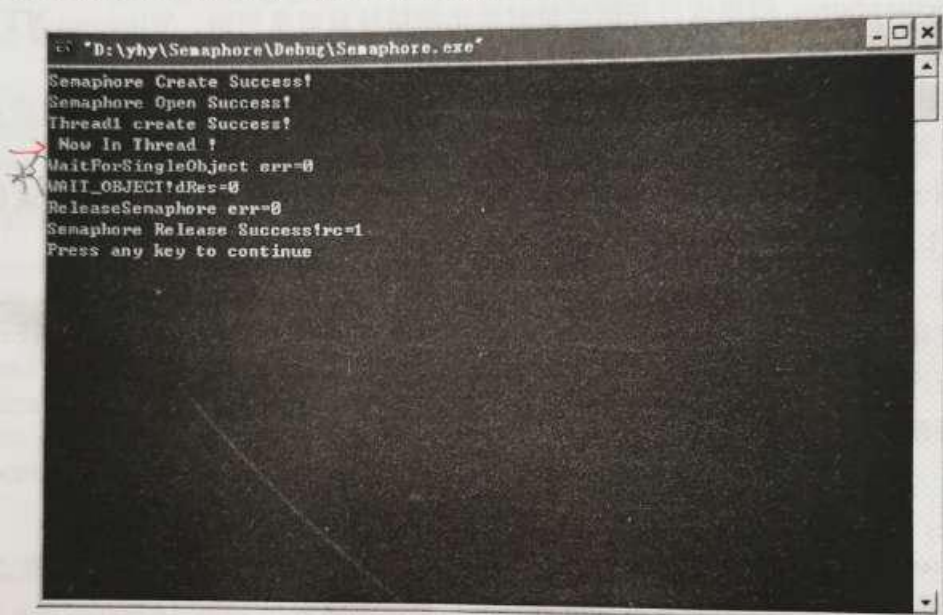 "D:\yhy\Semaphore\Debug\Semaphore.exe"
Semaphore Create Success!
Semaphore Open Success!
Thread1 create Success!
Now In Thread !
WaitForSingleObject err=0
WAIT_OBJECT!dRes=0
ReleaseSemaphore err=0
Semaphore Release Success!rc=1
Press any key to continue